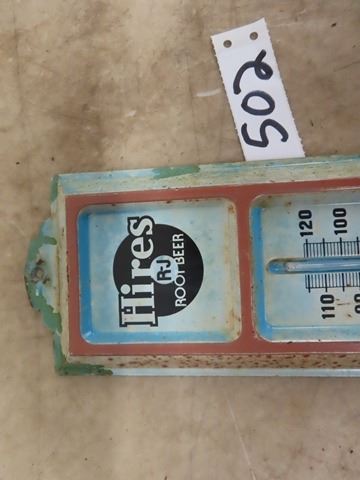 502
Hires
R-J
ROOT BEER
120 100
110